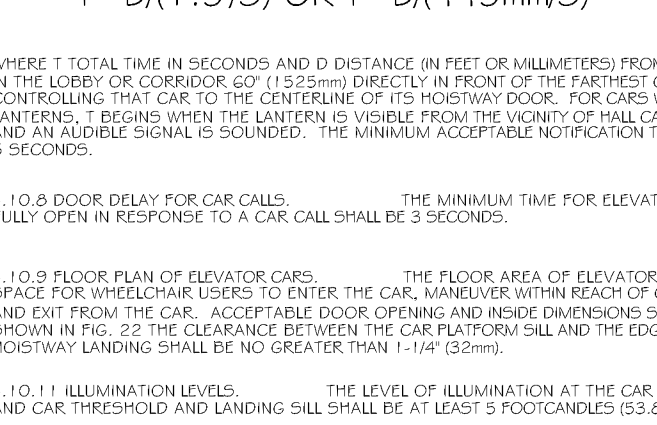 T = D/(1.5's) OR T = D/(445mm/s)
WHERE T TOTAL TIME IN SECONDS AND D DISTANCE (IN FEET OR MILLIMETERS) FROM
IN THE LOBBY OR CORRIDOR 60" (1525mm) DIRECTLY IN FRONT OF THE FARTHEST
CONTROLLING THAT CAR TO THE CENTERLINE OF ITS HOISTWAY DOOR. FOR CARS
LANTERNS, T BEGINS WHEN THE LANTERN IS VISIBLE FROM THE VICINITY OF HALL CA
AND AN AUDIBLE SIGNAL IS SOUNDED. THE MINIMUM ACCEPTABLE NOTIFICATION T
5 SECONDS.
.10.8 DOOR DELAY FOR CAR CALLS. THE MINIMUM TIME FOR ELEVAT
FULLY OPEN IN RESPONSE TO A CAR CALL SHALL BE 3 SECONDS.
.10.9 FLOOR PLAN OF ELEVATOR CARS. THE FLOOR AREA OF ELEVATOR
SPACE FOR WHEELCHAIR USERS TO ENTER THE CAR, MANEUVER WITHIN REACH OF
AND EXIT FROM THE CAR. ACCEPTABLE DOOR OPENING AND INSIDE DIMENSIONS S
SHOWN IN FIG. 22 THE CLEARANCE BETWEEN THE CAR PLATFORM SILL AND THE EDG
HOISTWAY LANDING SHALL BE NO GREATER THAN 1-1/4" (32mm).
.10.11 ILLUMINATION LEVELS. THE LEVEL OF ILLUMINATION AT THE CAR
AND CAR THRESHOLD AND LANDING SILL SHALL BE AT LEAST 5 FOOTCANDLES (53.8